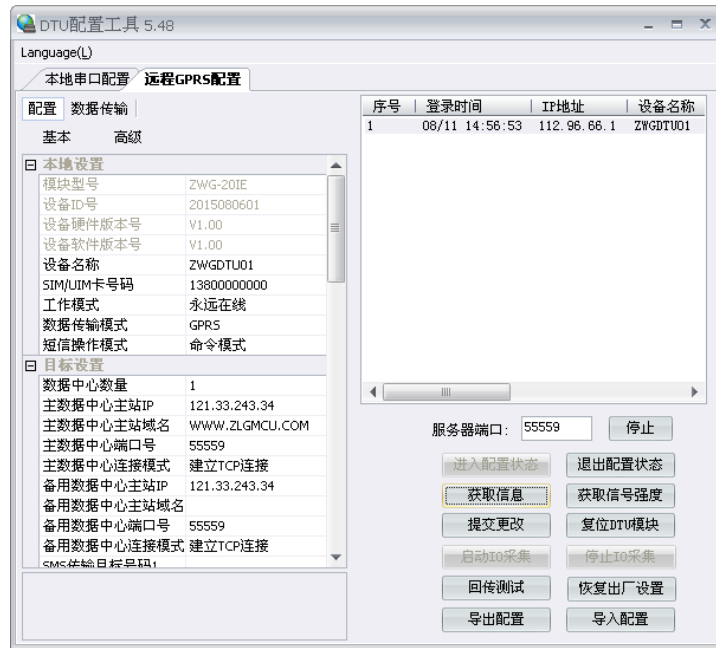 DTU配置工具 5.48
Language(L)
本地串口配置 远程GPRS配置
配置 数据传输
基本 高级
本地设置
模块型号 ZWG-20IE
设备ID号 2015080601
设备硬件版本号 V1.00
设备软件版本号 V1.00
设备名称 ZWGDTU01
SIM/UIM卡号码 13800000000
工作模式 永远在线
数据传输模式 GPRS
短信操作模式 命令模式
目标设置
数据中心数量 1
主数据中心主站IP 121.33.243.34
主数据中心主站域名 WWW.ZLGMCU.COM
主数据中心端口号 55559
主数据中心连接模式 建立TCP连接
备用数据中心主站IP 121.33.243.34
备用数据中心主站域名
备用数据中心端口号 55559
备用数据中心连接模式 建立TCP连接
SMS传输目标号码1
序号 登录时间 IP地址 设备名称
1 08/11 14:56:53 112.96.66.1 ZWGDTU01
服务器端口: 55559 停止
进入配置状态 退出配置状态
获取信息 获取信号强度
提交更改 复位DTU模块
启动IO采集 停止IO采集
回传测试 恢复出厂设置
导出配置 导入配置